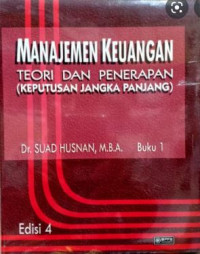 MANAJEMEN KEUANGAN
TEORI DAN PENERAPAN
(KEPUTUSAN JANGKA PANJANG)
Dr. SUAD HUSNAN, M.B.A. Buku 1
Edisi 4